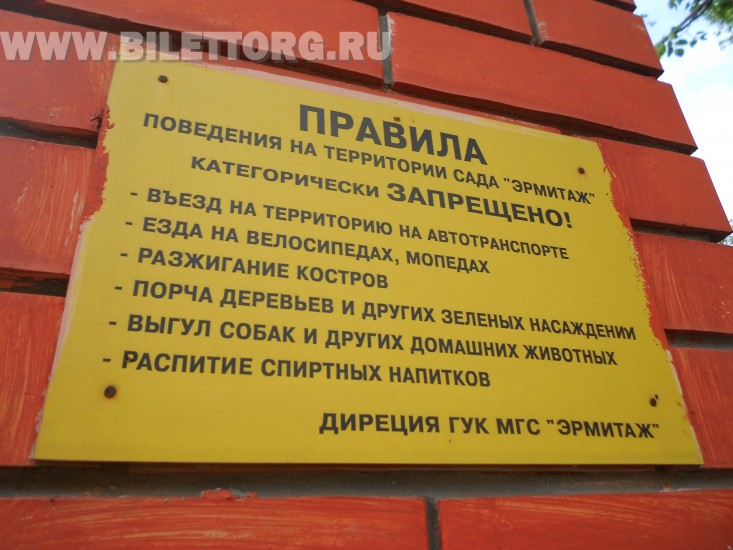 WWW.BILETTORG.RU
ПРАВИЛА
ПОВЕДЕНИЯ НА ТЕРРИТОРИИ САДА "ЭРМИТАЖ"
КАТЕГОРИЧЕСКИ ЗАПРЕЩЕНО!
- ВЪЕЗД НА ТЕРРИТОРИЮ НА АВТОТРАНСПОРТЕ
- ЕЗДА НА ВЕЛОСИПЕДАХ, МОПЕДАХ
- РАЗЖИГАНИЕ КОСТРОВ
- ПОРЧА ДЕРЕВЬЕВ И ДРУГИХ ЗЕЛЕНЫХ НАСАЖДЕНИИ
- ВЫГУЛ СОБАК И ДРУГИХ ДОМАШНИХ ЖИВОТНЫХ
- РАСПИТИЕ СПИРТНЫХ НАПИТКОВ
ДИРЕЦИЯ ГУК МГС "ЭРМИТАЖ"